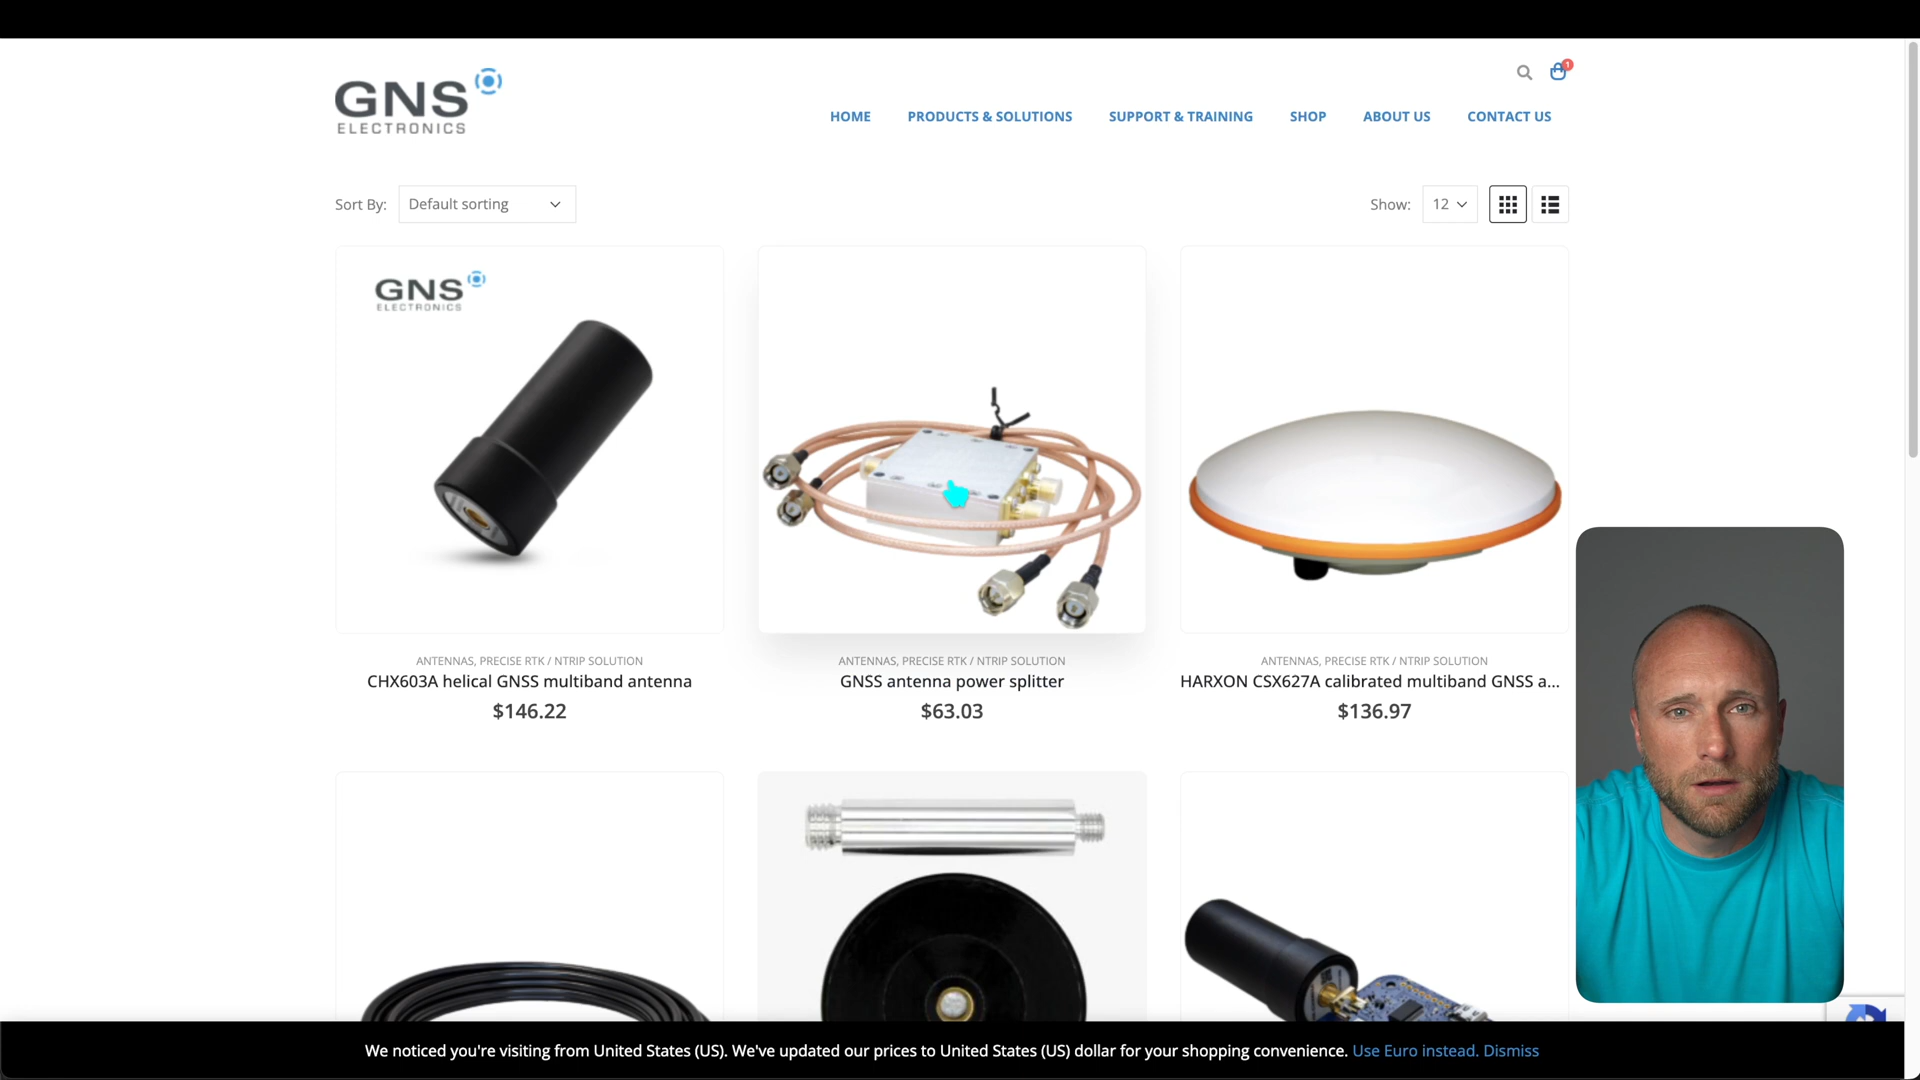 GNS
ELECTRONICS
1
HOME
PRODUCTS & SOLUTIONS
SUPPORT & TRAINING
SHOP
ABOUT US
CONTACT US
Sort By:
Default sorting
Show:
12
GNS
ELECTRONICS
ANTENNAS, PRECISE RTK / NTRIP SOLUTION
CHX603A helical GNSS multiband antenna
$146.22
ANTENNAS, PRECISE RTK / NTRIP SOLUTION
GNSS antenna power splitter
$63.03
ANTENNAS, PRECISE RTK / NTRIP SOLUTION
HARXON CSX627A calibrated multiband GNSS a...
$136.97
We noticed you're visiting from United States (US). We've updated our prices to United States (US) dollar for your shopping convenience. Use Euro instead. Dismiss